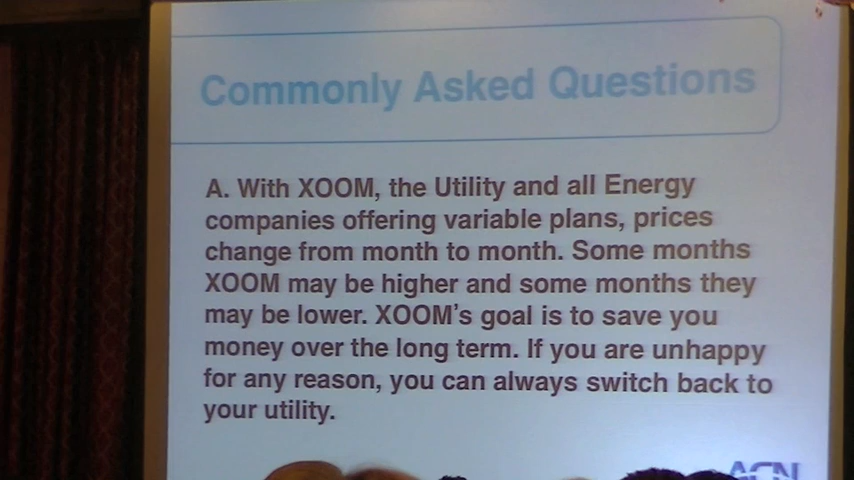 Commonly Asked Questions
A. With XOOM, the Utility and all Energy
companies offering variable plans, prices
change from month to month. Some months
XOOM may be higher and some months they
may be lower. XOOM's goal is to save you
money over the long term. If you are unhappy
for any reason, you can always switch back to
your utility.
ACN